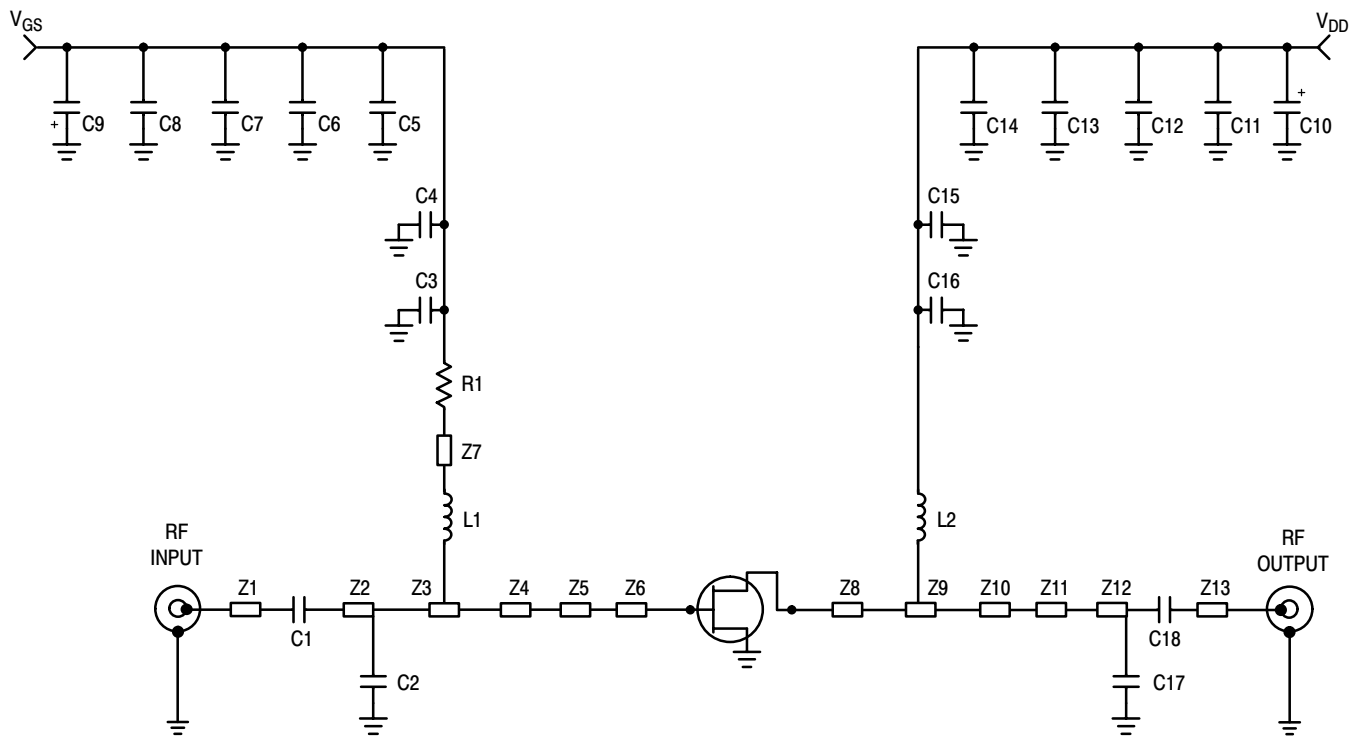 VGS
VDD
C9 C8 C7 C6 C5
+
C14 C13 C12 C11 C10
+
C4
C15
C3
C16
R1
Z7
L1
L2
RF
INPUT
RF
OUTPUT
Z1 Z2 Z3 Z4 Z5 Z6 Z8 Z9 Z10 Z11 Z12 Z13
C1
C18
C2
C17